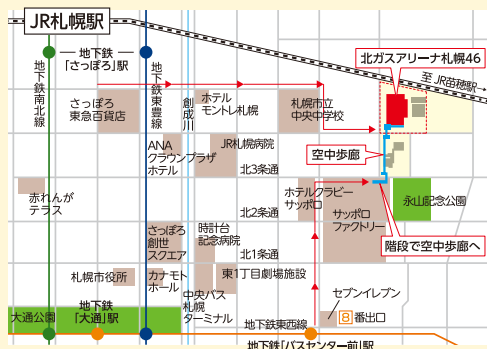 JR札幌駅
地下鉄
「さっぽろ」駅
地下鉄南北線
地下鉄東豊線
さっぽろ
東急百貨店
創成川
ホテル
モントレ札幌
札幌市立
中央中学校
北ガスアリーナ札幌46
至 JR苗穂駅
ANA
クラウンプラザ
ホテル
JR札幌病院
北3条通
空中歩廊
赤れんが
テラス
ホテルクラビー
サッポロ
北2条通
サッポロ
ファクトリー
永山記念公園
さっぽろ
創世
スクエア
時計台
記念病院
北1条通
階段で空中歩廊へ
札幌市役所
カナモト
ホール
東1丁目劇場施設
中央バス
札幌
ターミナル
セブンイレブン
8番出口
大通公園
地下鉄
「大通」駅
地下鉄東西線
地下鉄「バスセンター前」駅